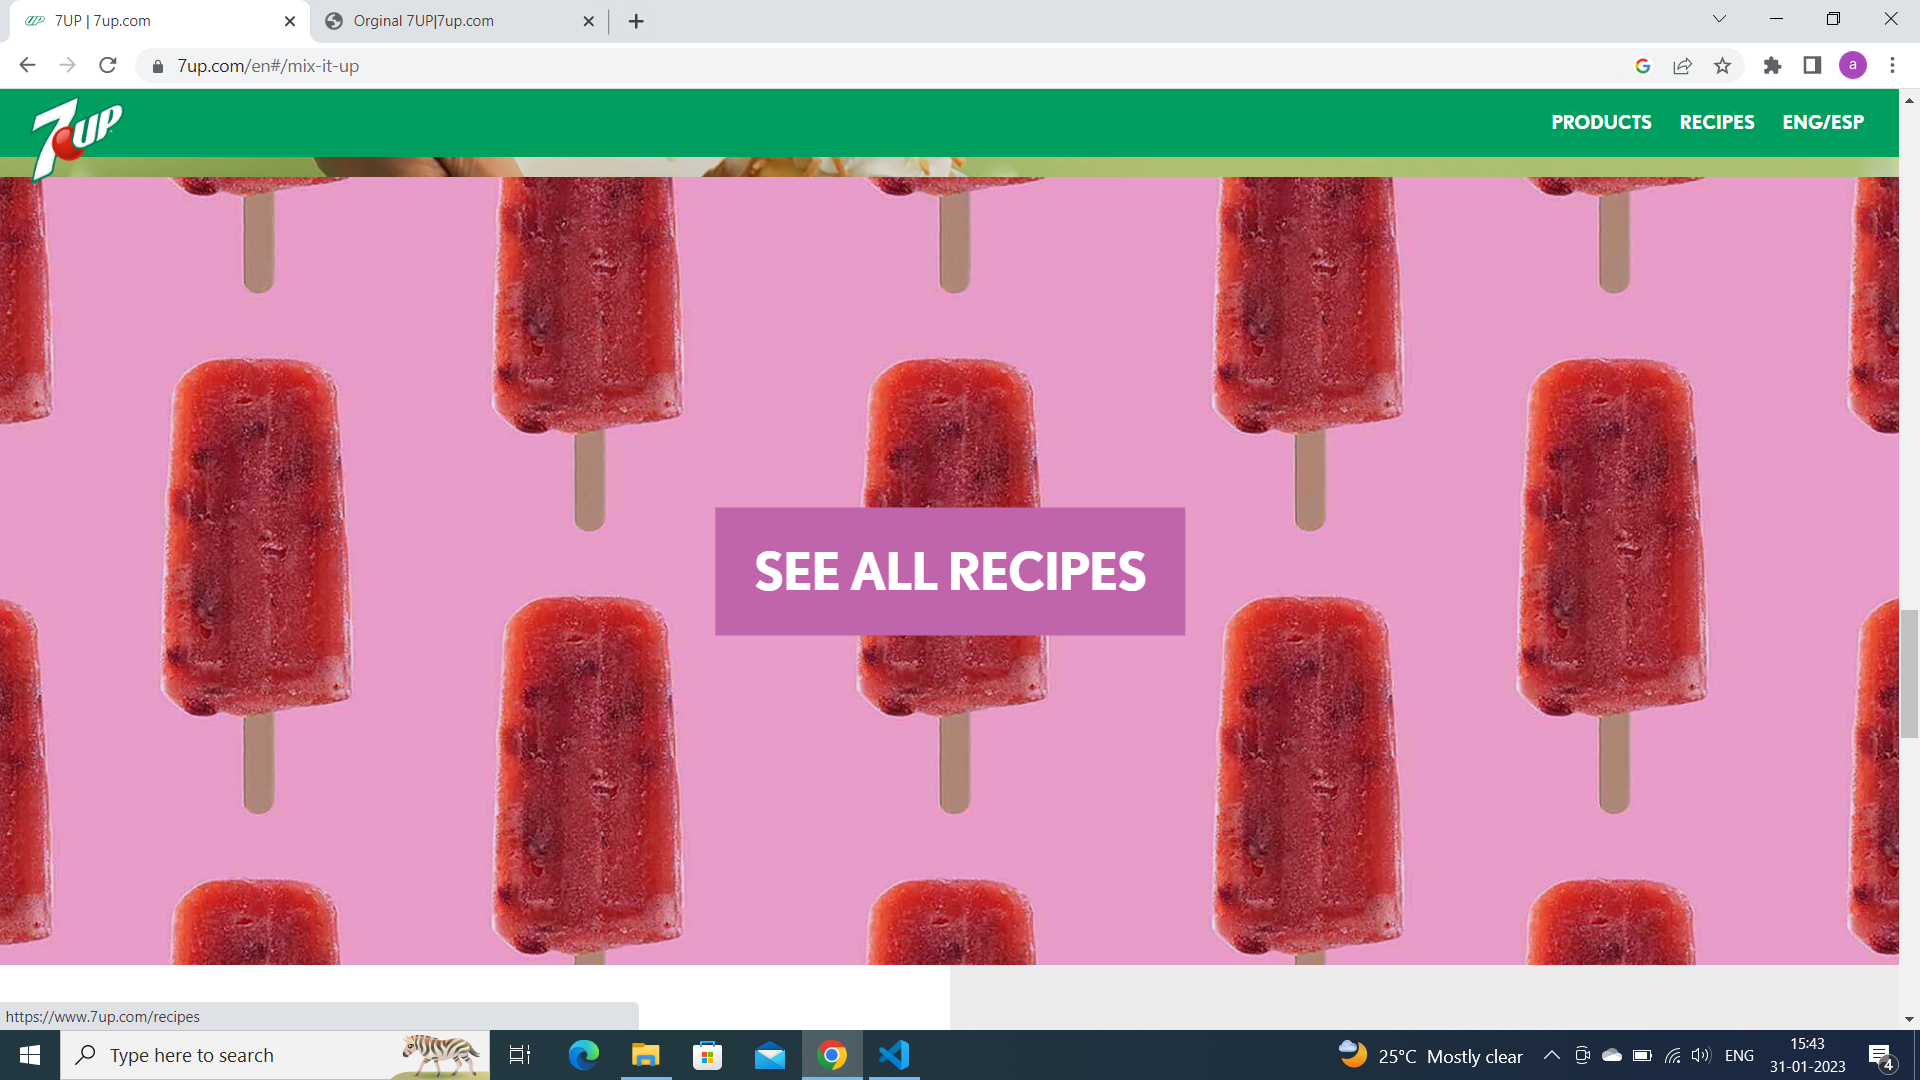 7UP | 7up.com
Orginal 7UP|7up.com
7up.com/en#/mix-it-up
a
7UP
PRODUCTS RECIPES ENG/ESP
SEE ALL RECIPES
https://www.7up.com/recipes
Type here to search
25°C Mostly clear
ENG
15:43
31-01-2023
4